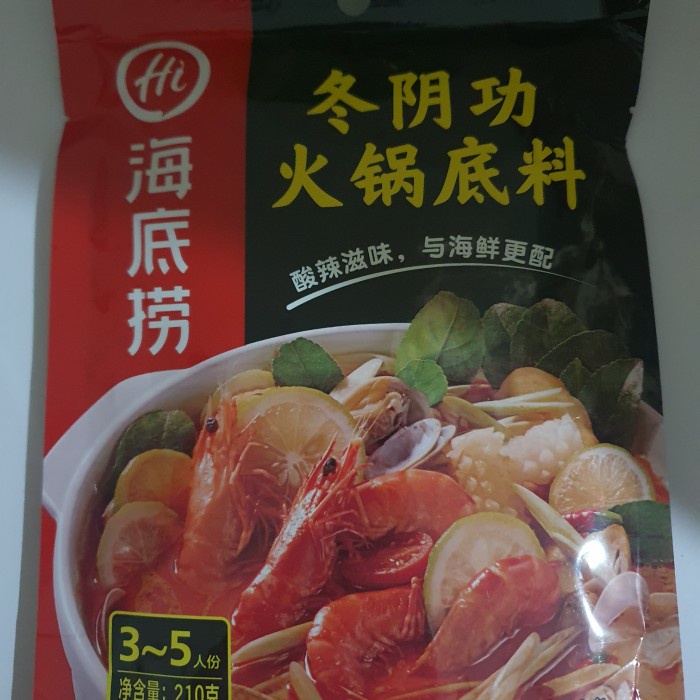 Hi
海底捞
冬阴功
火锅底料
酸辣滋味，与海鲜更配
3~5人份
净含量：210克